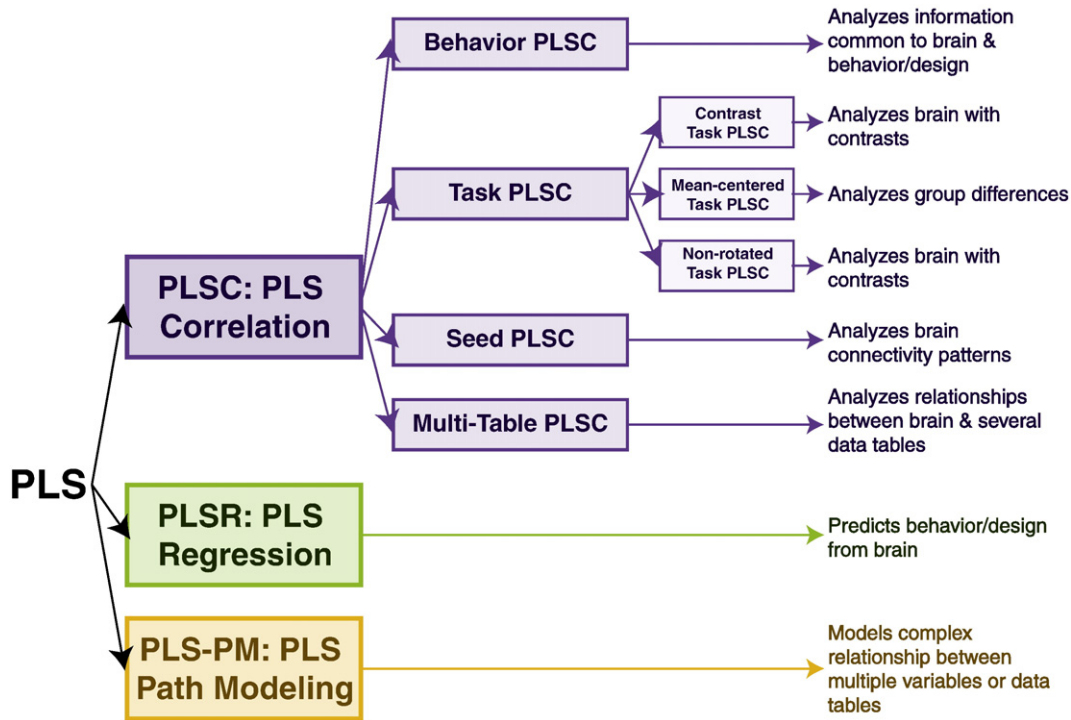 PLS
PLSC: PLS
Correlation
Behavior PLSC
Analyzes information
common to brain &
behavior/design
Task PLSC
Contrast
Task PLSC
Analyzes brain with
contrasts
Mean-centered
Task PLSC
Analyzes group differences
Non-rotated
Task PLSC
Analyzes brain with
contrasts
Seed PLSC
Analyzes brain
connectivity patterns
Multi-Table PLSC
Analyzes relationships
between brain & several
data tables
PLSR: PLS
Regression
Predicts behavior/design
from brain
PLS-PM: PLS
Path Modeling
Models complex
relationship between
multiple variables or data
tables